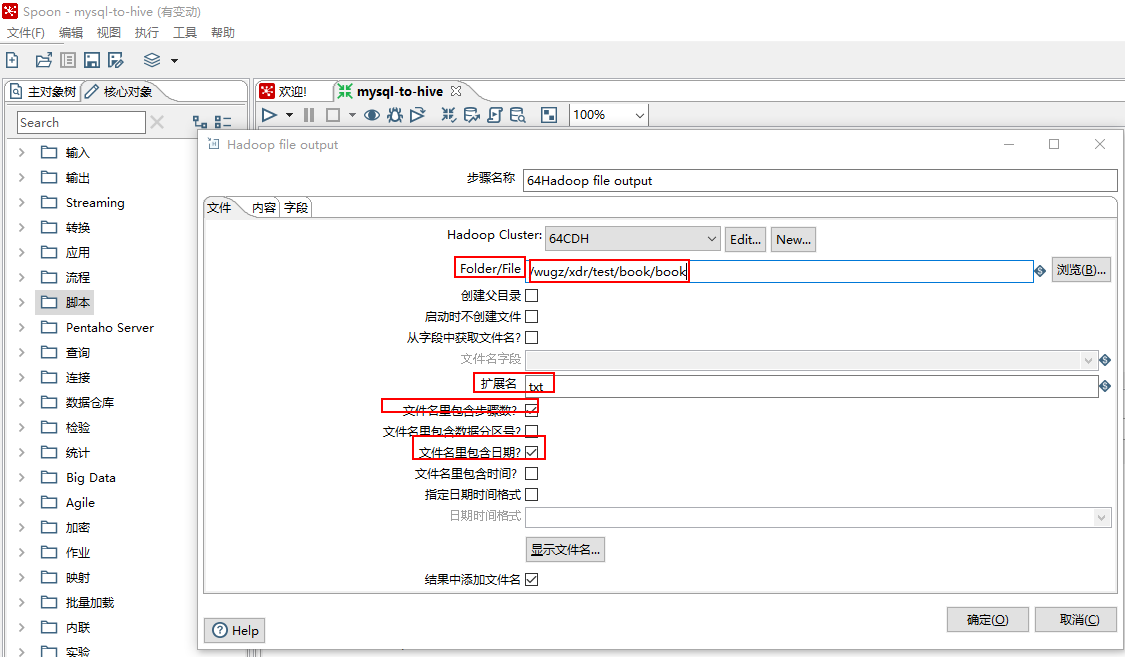 Spoon - mysql-to-hive (有变动)
文件(F) 编辑 视图 执行 工具 帮助
主对象树 核心对象
欢迎! mysql-to-hive
100%
Search
输入
输出
Streaming
转换
应用
流程
脚本
Pentaho Server
查询
连接
数据仓库
检验
统计
Big Data
Agile
加密
作业
映射
批量加载
内联
实验
Hadoop file output
步骤名称 64Hadoop file output
文件 内容 字段
Hadoop Cluster: 64CDH Edit... New...
Folder/File /wugz/xdr/test/book/book 浏览(B)...
创建父目录
启动时不创建文件
从字段中获取文件名?
文件名字段
扩展名 txt
文件名里包含步骤数?
文件名里包含数据分区号?
文件名里包含日期?
文件名里包含时间?
指定日期时间格式
日期时间格式
显示文件名...
结果中添加文件名
Help 确定(O) 取消(C)